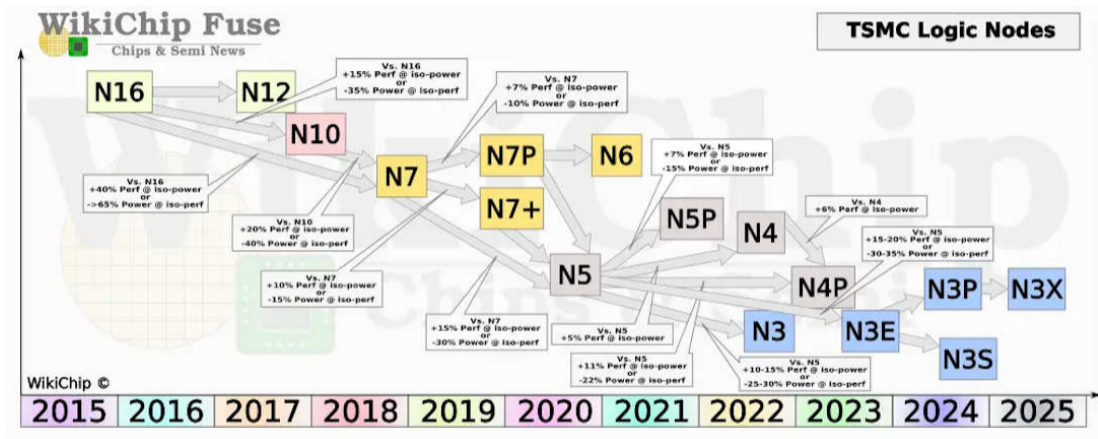 WikiChip Fuse
Chips & Semi News
TSMC Logic Nodes
N16
N12
Vs. N16
+15% Perf @ iso-power
or
-35% Power @ iso-perf
Vs. N7
+7% Perf @ iso-power
or
-10% Power @ iso-perf
N10
N7
N7P
N6
N7+
Vs. N5
+7% Perf @ iso-power
or
-15% Power @ iso-perf
Vs. N16
+40% Perf @ iso-power
or
->65% Power @ iso-perf
Vs. N10
+20% Perf @ iso-power
or
-40% Power @ iso-perf
Vs. N7
+10% Perf @ iso-power
or
-15% Power @ iso-perf
N5
N5P
N4
Vs. N4
+6% Perf @ iso-power
Vs. N5
+15-20% Perf @ iso-power
or
-30-35% Power @ iso-perf
N4P
N3P
N3X
Vs. N7
+15% Perf @ iso-power
or
-30% Power @ iso-perf
Vs. N5
+5% Perf @ iso-power
N3
N3E
N3S
Vs. N5
+11% Perf @ iso-power
or
-22% Power @ iso-perf
Vs. N5
+10-15% Perf @ iso-power
or
-25-30% Power @ iso-perf
WikiChip
Chips & Semi
WikiChip ©
2015 2016 2017 2018 2019 2020 2021 2022 2023 2024 2025